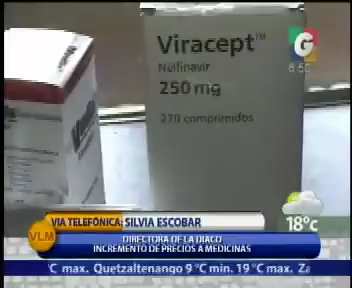 Viracept™
Nelfinavir
250 mg
270 comprimidos
G
6:50
VIA TELEFÓNICA: SILVIA ESCOBAR
18°C
VLM
DIRECTORA DE LA DIACO
INCREMENTO DE PRECIOS A MEDICINAS
°C max. Quetzaltenango 9°C min. 19°C max. Za